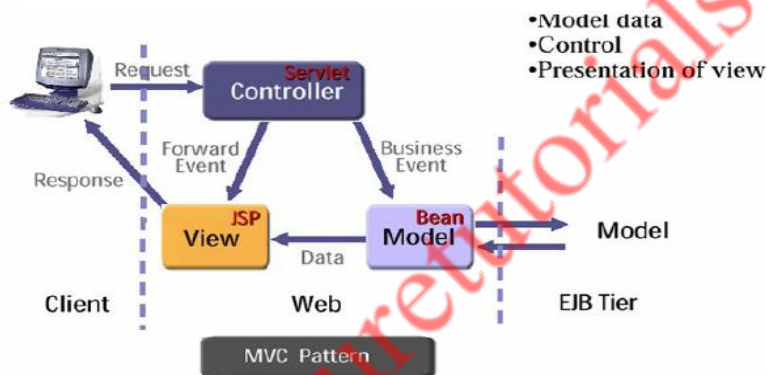 •Model data
•Control
•Presentation of view
Request
Servlet
Controller
Forward
Event
Business
Event
Response
JSP
View
Bean
Model
Data
Model
Client
Web
EJB Tier
MVC Pattern